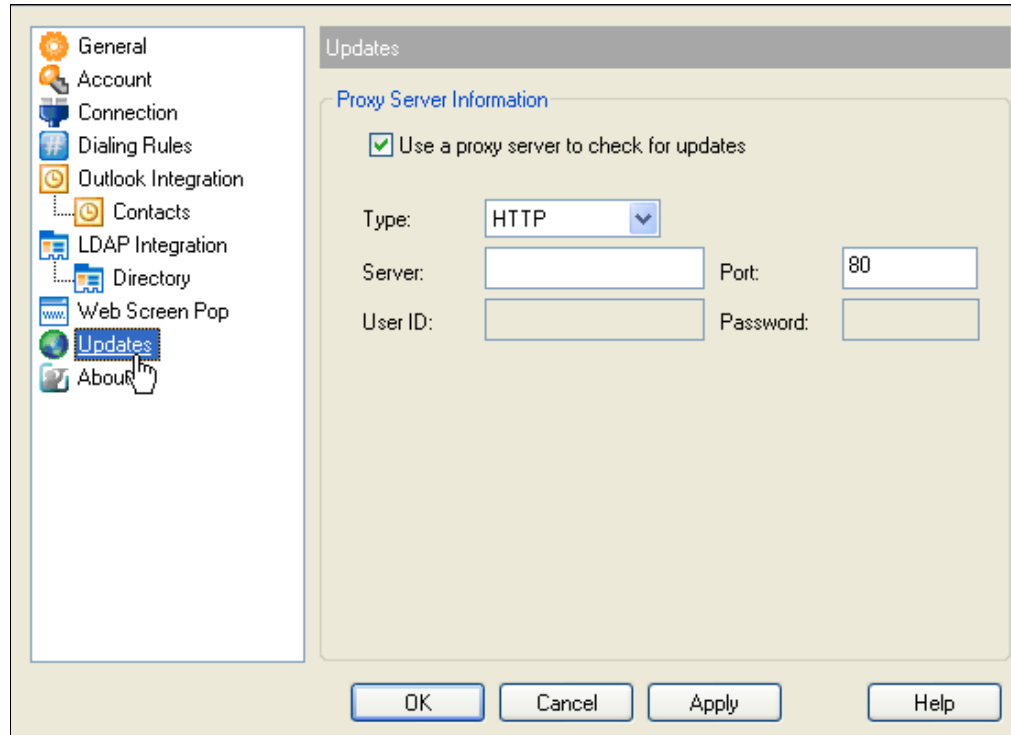 General
Account
Connection
Dialing Rules
Outlook Integration
Contacts
LDAP Integration
Directory
www.
Web Screen Pop
Updates
About
Updates
Proxy Server Information
Use a proxy server to check for updates
Type: HTTP
Server: Port: 80
User ID: Password:
OK Cancel Apply Help